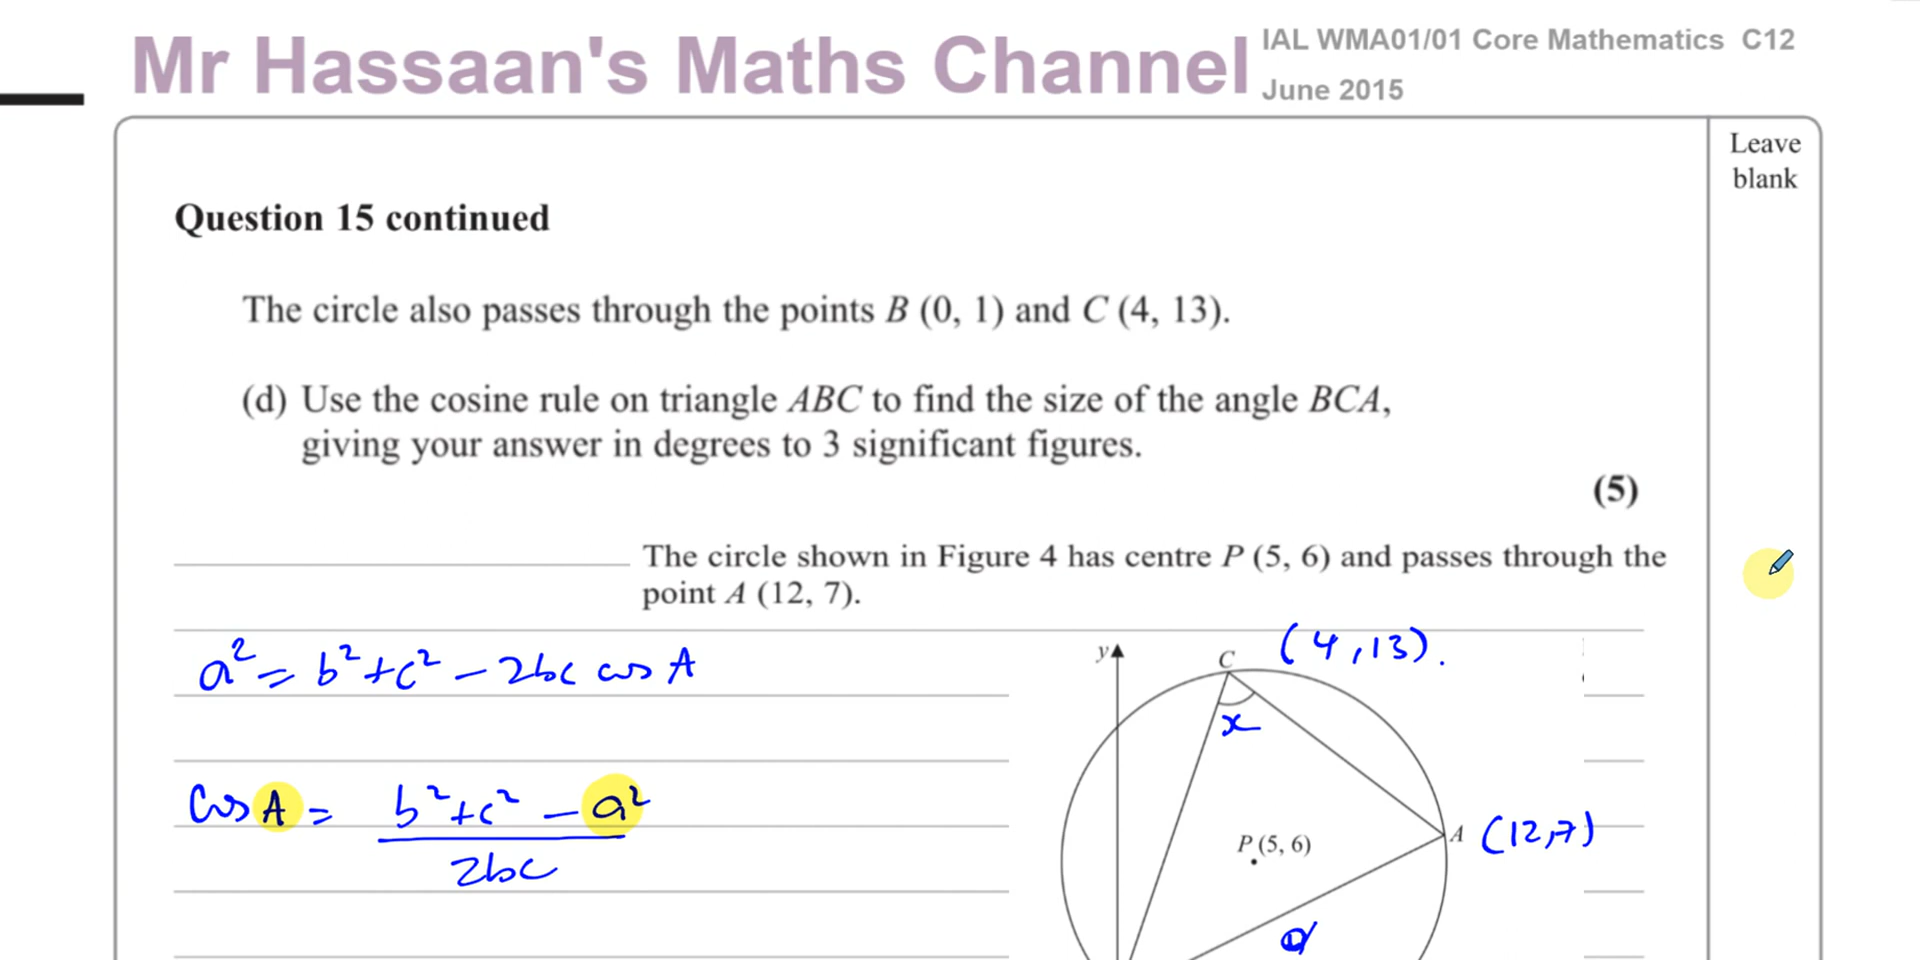 Mr Hassaan's Maths Channel
IAL WMA01/01 Core Mathematics C12
June 2015
Leave
blank
Question 15 continued
The circle also passes through the points B (0, 1) and C (4, 13).
(d) Use the cosine rule on triangle ABC to find the size of the angle BCA,
giving your answer in degrees to 3 significant figures.
(5)
The circle shown in Figure 4 has centre P (5, 6) and passes through the
point A (12, 7).
a² = b² + c² - 2bc cos A
y
C
(4, 13).
x
Cos A = b² + c² - a²
2bc
P (5, 6)
A
(12, 7)